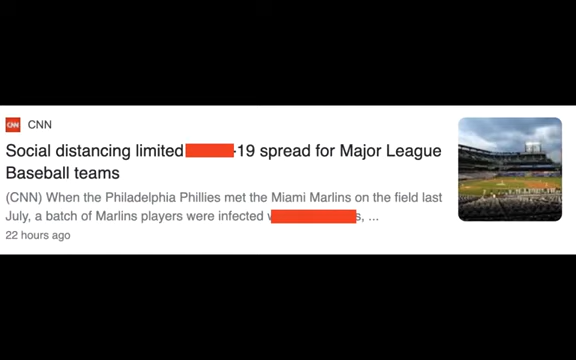 CNN
CNN
Social distancing limited -19 spread for Major League
Baseball teams
(CNN) When the Philadelphia Phillies met the Miami Marlins on the field last
July, a batch of Marlins players were infected s, ...
22 hours ago